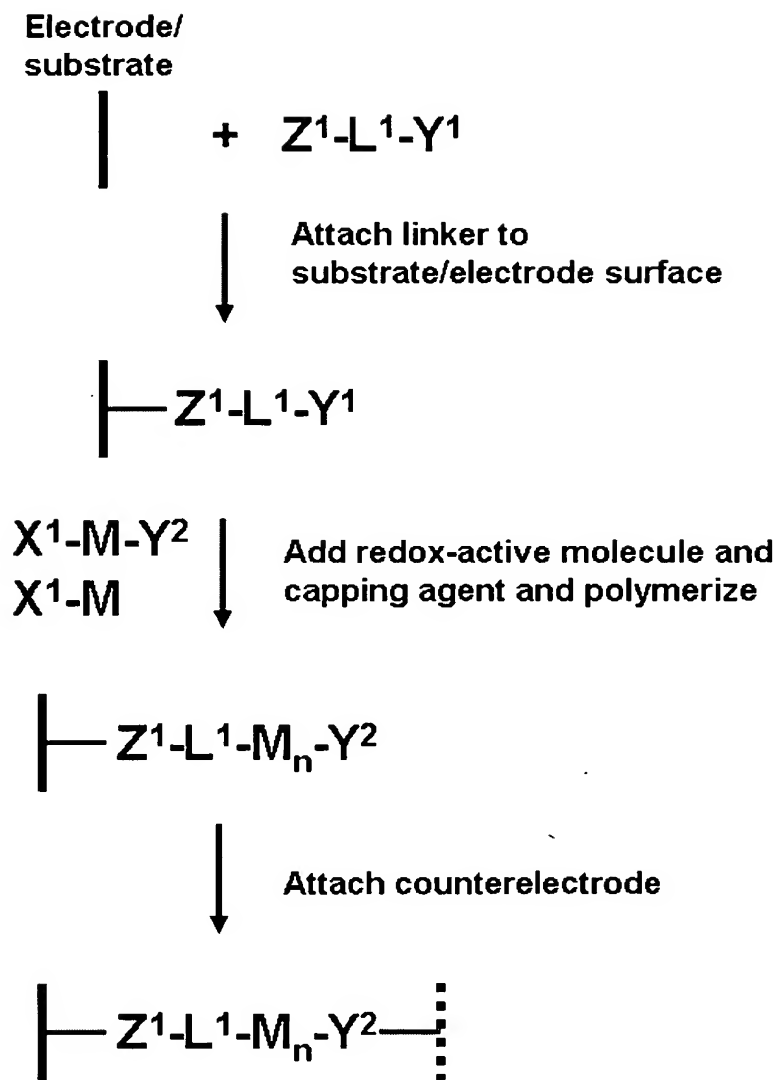 Electrode/
substrate
+ Z¹-L¹-Y¹
Attach linker to
substrate/electrode surface
Z¹-L¹-Y¹
X¹-M-Y²
X¹-M
Add redox-active molecule and
capping agent and polymerize
Z¹-L¹-Mₙ-Y²
Attach counterelectrode
Z¹-L¹-Mₙ-Y²